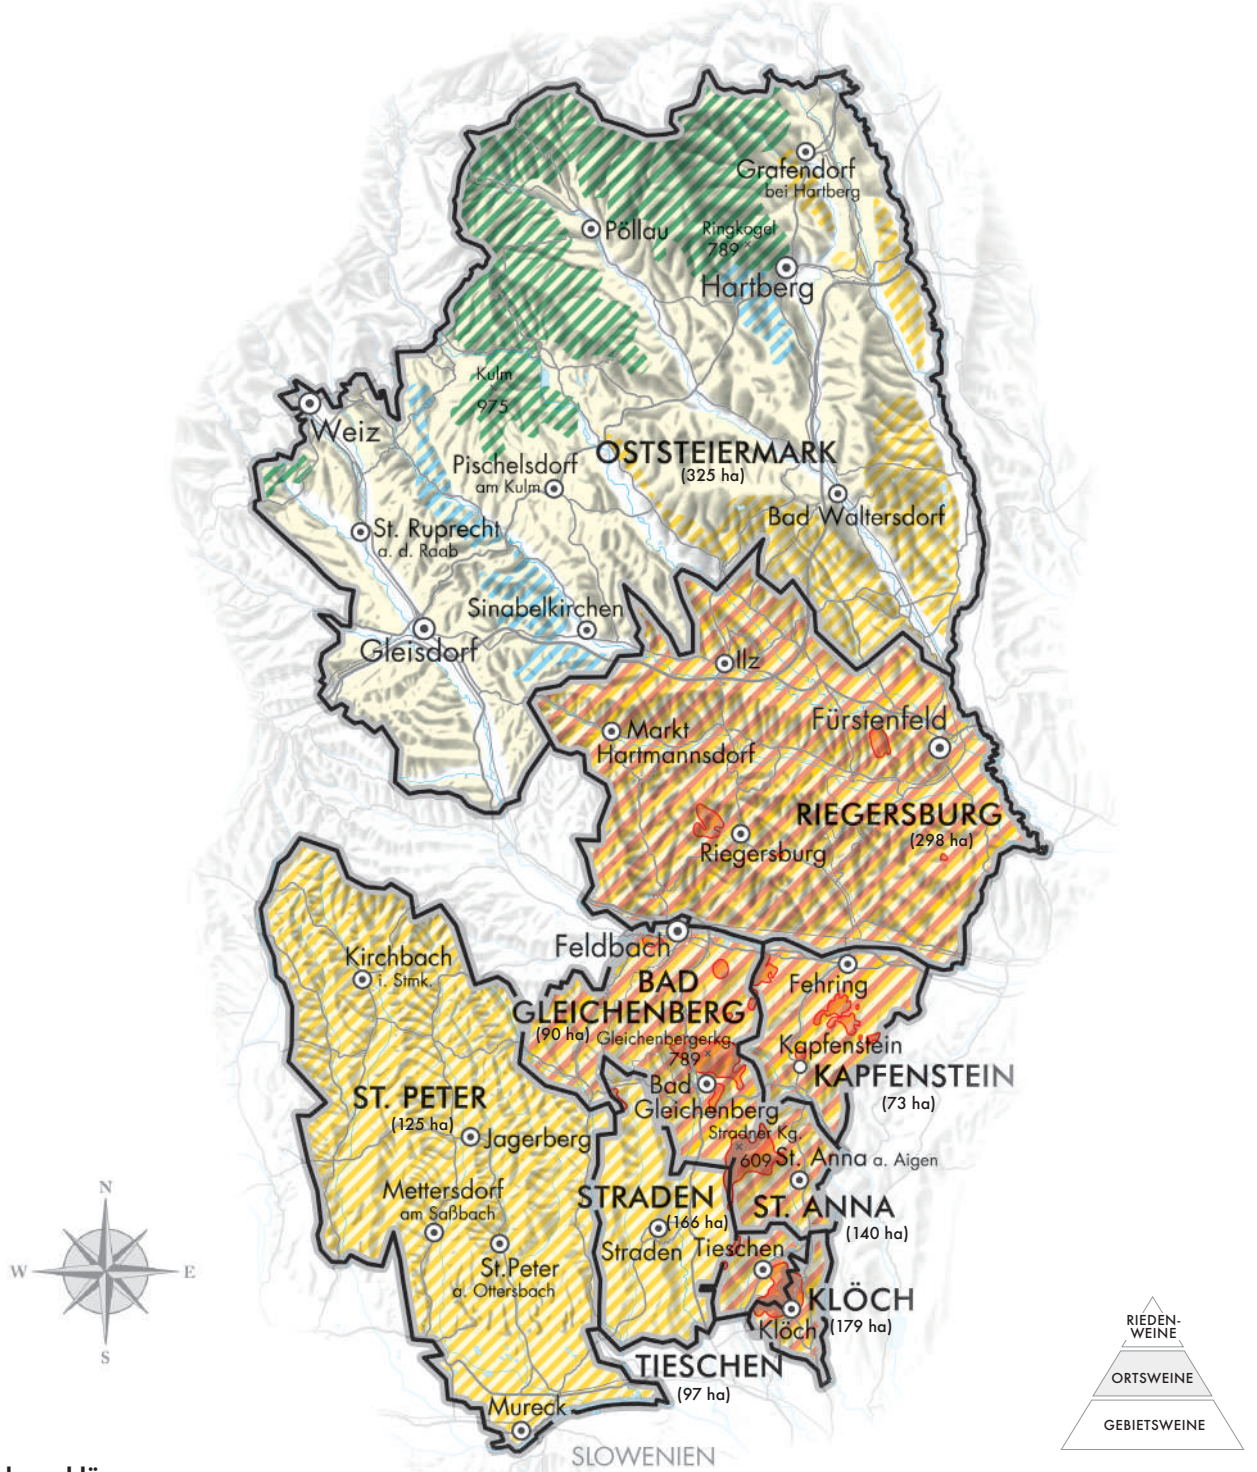 Grafendorf
bei Hartberg
Pöllau
Ringkogel
789
Hartberg
Kulm
975
Weiz
OSTSTEIERMARK
(325 ha)
Pischelsdorf
am Kulm
Bad Waltersdorf
St. Ruprecht
a. d. Raab
Sinabelkirchen
Gleisdorf
Ilz
Fürstenfeld
Markt
Hartmannsdorf
RIEGERSBURG
(298 ha)
Riegersburg
Feldbach
Kirchbach
i. Stmk.
BAD
GLEICHENBERG
(90 ha)
Gleichenbergerkg.
789
Fehring
Kapfenstein
KAPFENSTEIN
(73 ha)
Bad
Gleichenberg
ST. PETER
(125 ha)
Jagerberg
Stradner Kg.
609
St. Anna a. Aigen
Mettersdorf
am Saßbach
STRADEN
(166 ha)
ST. ANNA
(140 ha)
Straden
Tieschen
St.Peter
a. Ottersbach
KLÖCH
(179 ha)
Klöch
TIESCHEN
(97 ha)
Mureck
SLOWENIEN
N
W
E
S
RIEDEN-
WEINE
ORTSWEINE
GEBIETSWEINE